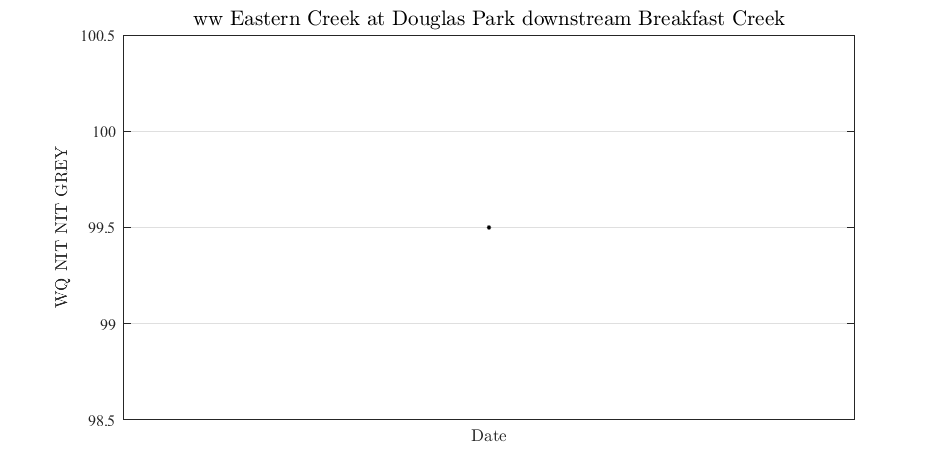 ww Eastern Creek at Douglas Park downstream Breakfast Creek
100.5
100
99.5
99
98.5
WQ NIT NIT GREY
Date